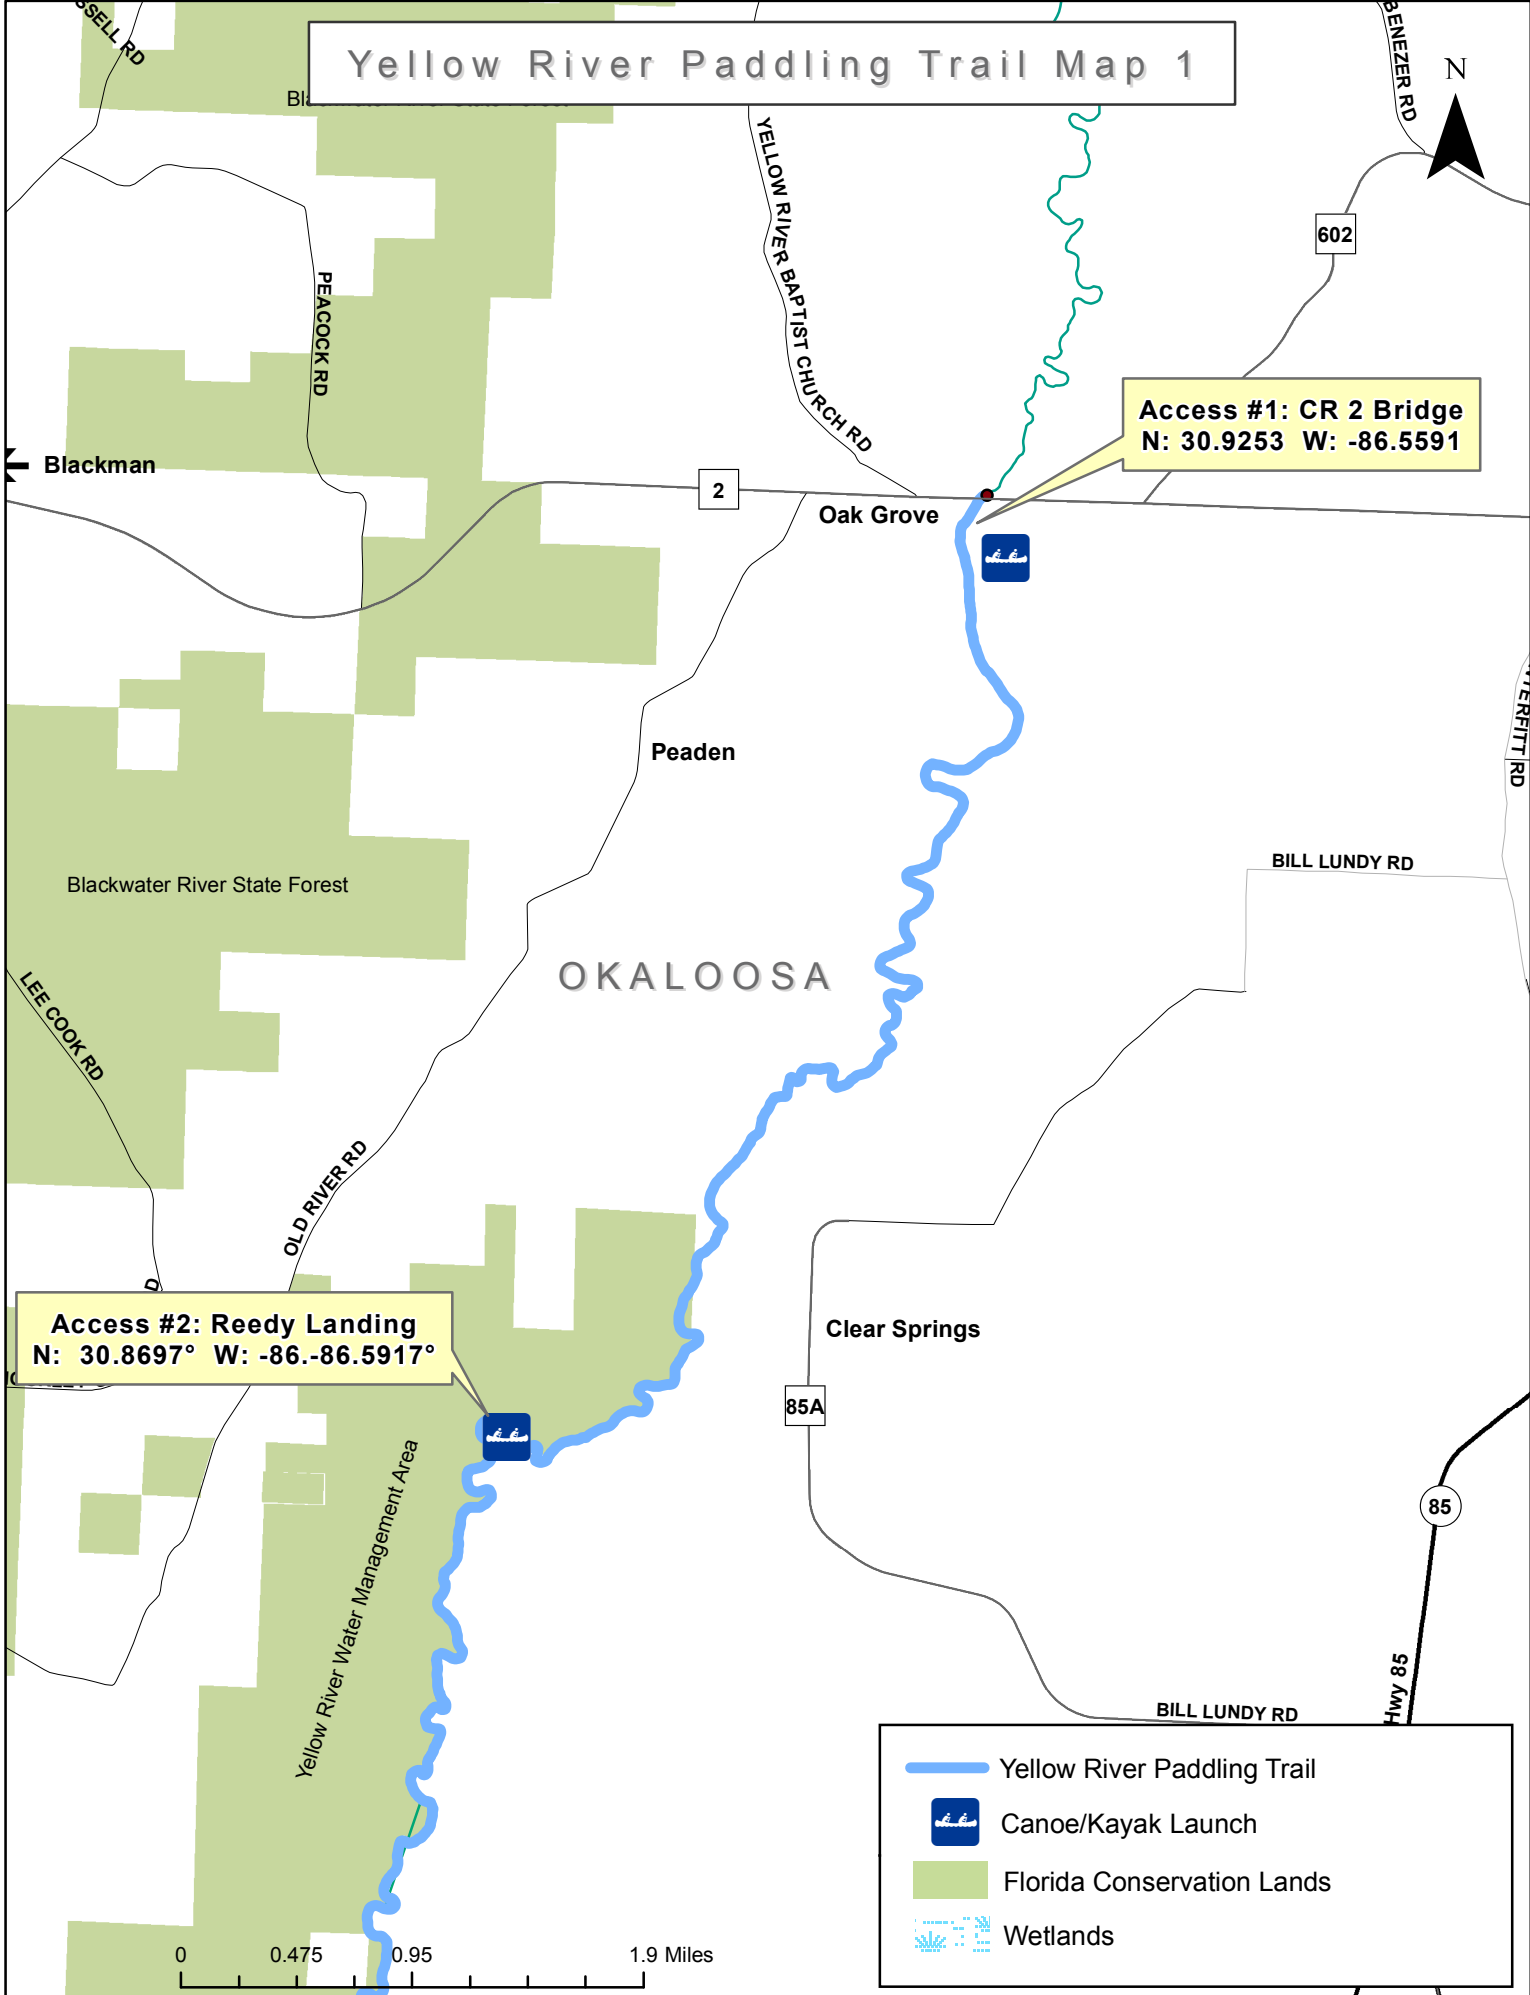 Yellow River Paddling Trail Map 1
N
BENEZER RD
YELLOW RIVER BAPTIST CHURCH RD
602
PEACOCK RD
Access #1: CR 2 Bridge
N: 30.9253 W: -86.5591
Blackman
2
Oak Grove
Peaden
BILL LUNDY RD
Blackwater River State Forest
OKALOOSA
LEE COOK RD
OLD RIVER RD
Access #2: Reedy Landing
N: 30.8697° W: -86.-86.5917°
Clear Springs
85A
Yellow River Water Management Area
85
Hwy 85
BILL LUNDY RD
Yellow River Paddling Trail
Canoe/Kayak Launch
Florida Conservation Lands
Wetlands
0 0.475 0.95 1.9 Miles